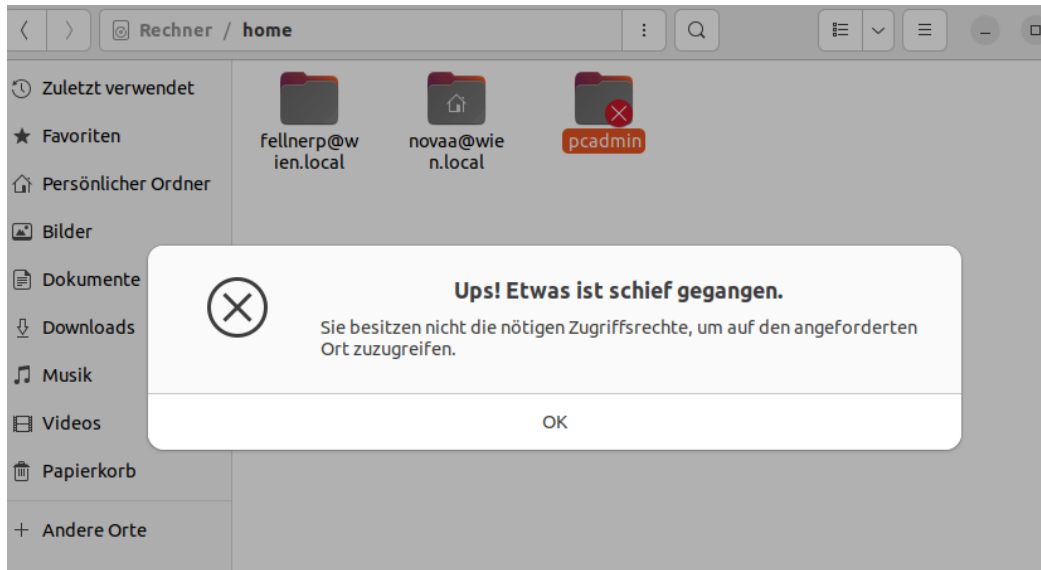 Rechner / home
Zuletzt verwendet
Favoriten
Persönlicher Ordner
Bilder
Dokumente
Downloads
Musik
Videos
Papierkorb
+ Andere Orte
fellnerp@w
ien.local
novaa@wie
n.local
pcadmin
Ups! Etwas ist schief gegangen.
Sie besitzen nicht die nötigen Zugriffsrechte, um auf den angeforderten
Ort zuzugreifen.
OK